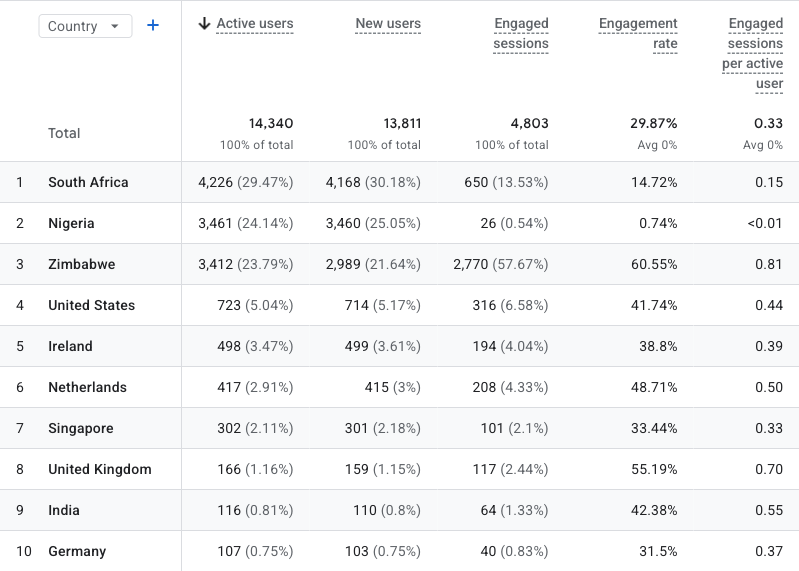 Country
Active users
New users
Engaged sessions
Engagement rate
Engaged sessions per active user
Total 14,340 13,811 4,803 29.87% 0.33
100% of total 100% of total 100% of total Avg 0% Avg 0%
1 South Africa 4,226 (29.47%) 4,168 (30.18%) 650 (13.53%) 14.72% 0.15
2 Nigeria 3,461 (24.14%) 3,460 (25.05%) 26 (0.54%) 0.74% <0.01
3 Zimbabwe 3,412 (23.79%) 2,989 (21.64%) 2,770 (57.67%) 60.55% 0.81
4 United States 723 (5.04%) 714 (5.17%) 316 (6.58%) 41.74% 0.44
5 Ireland 498 (3.47%) 499 (3.61%) 194 (4.04%) 38.8% 0.39
6 Netherlands 417 (2.91%) 415 (3%) 208 (4.33%) 48.71% 0.50
7 Singapore 302 (2.11%) 301 (2.18%) 101 (2.1%) 33.44% 0.33
8 United Kingdom 166 (1.16%) 159 (1.15%) 117 (2.44%) 55.19% 0.70
9 India 116 (0.81%) 110 (0.8%) 64 (1.33%) 42.38% 0.55
10 Germany 107 (0.75%) 103 (0.75%) 40 (0.83%) 31.5% 0.37